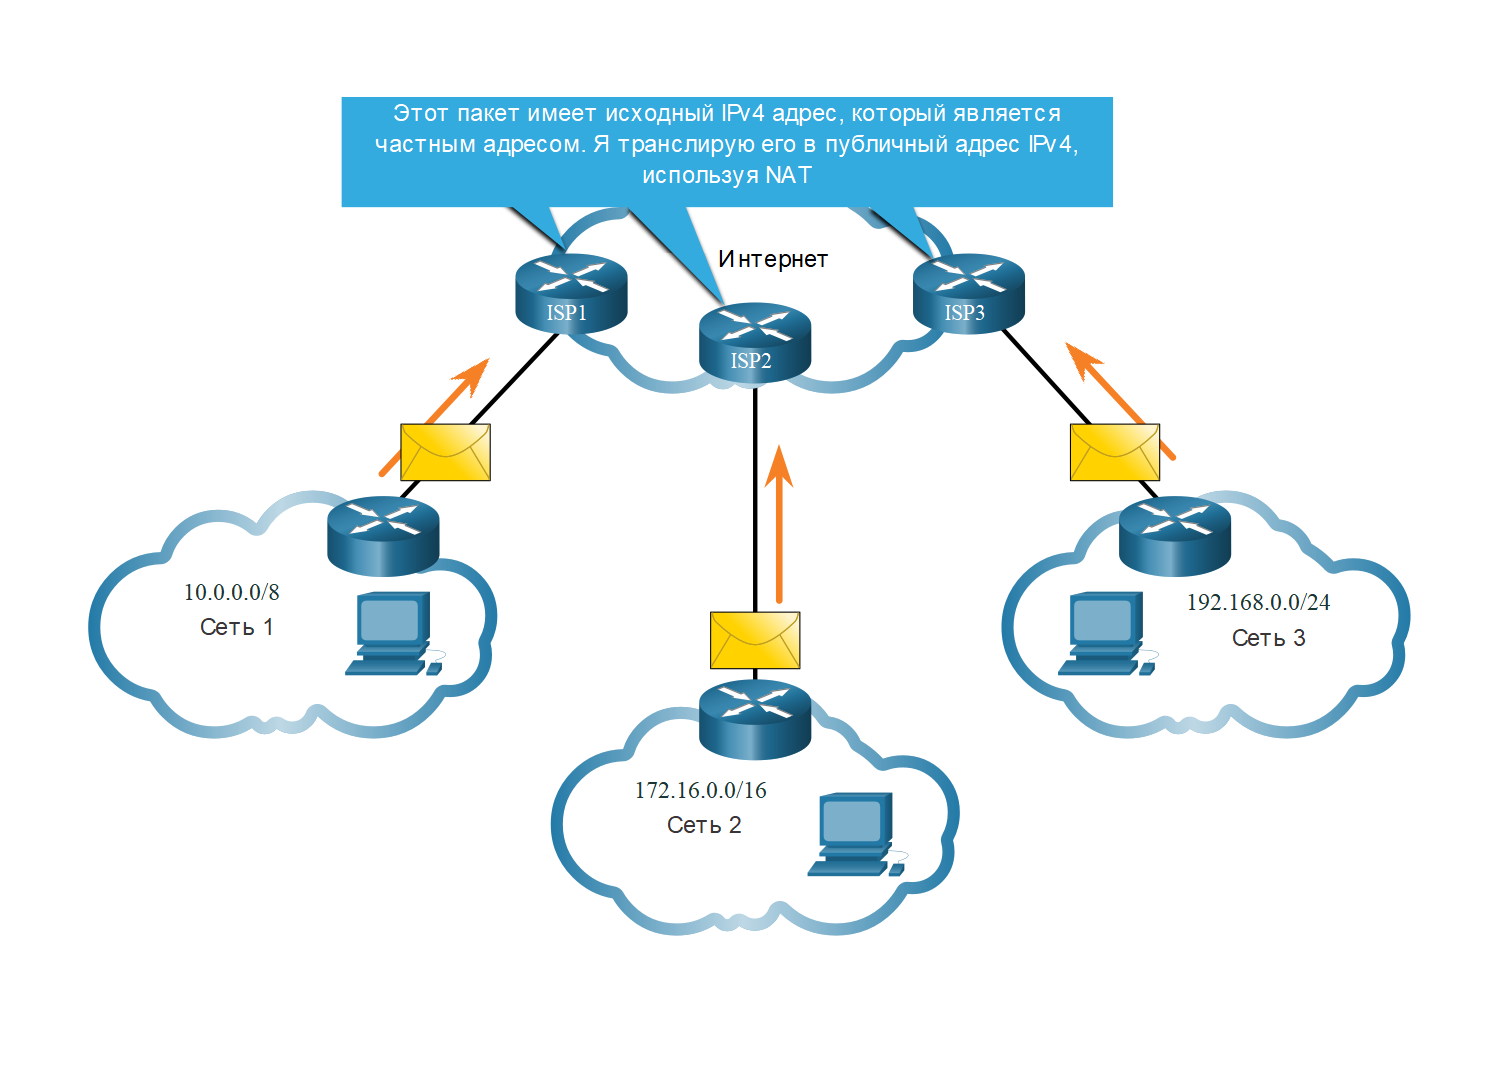 Этот пакет имеет исходный IPv4 адрес, который является
частным адресом. Я транслирую его в публичный адрес IPv4,
используя NAT
Интернет
ISP1
ISP3
ISP2
10.0.0.0/8
Сеть 1
192.168.0.0/24
Сеть 3
172.16.0.0/16
Сеть 2